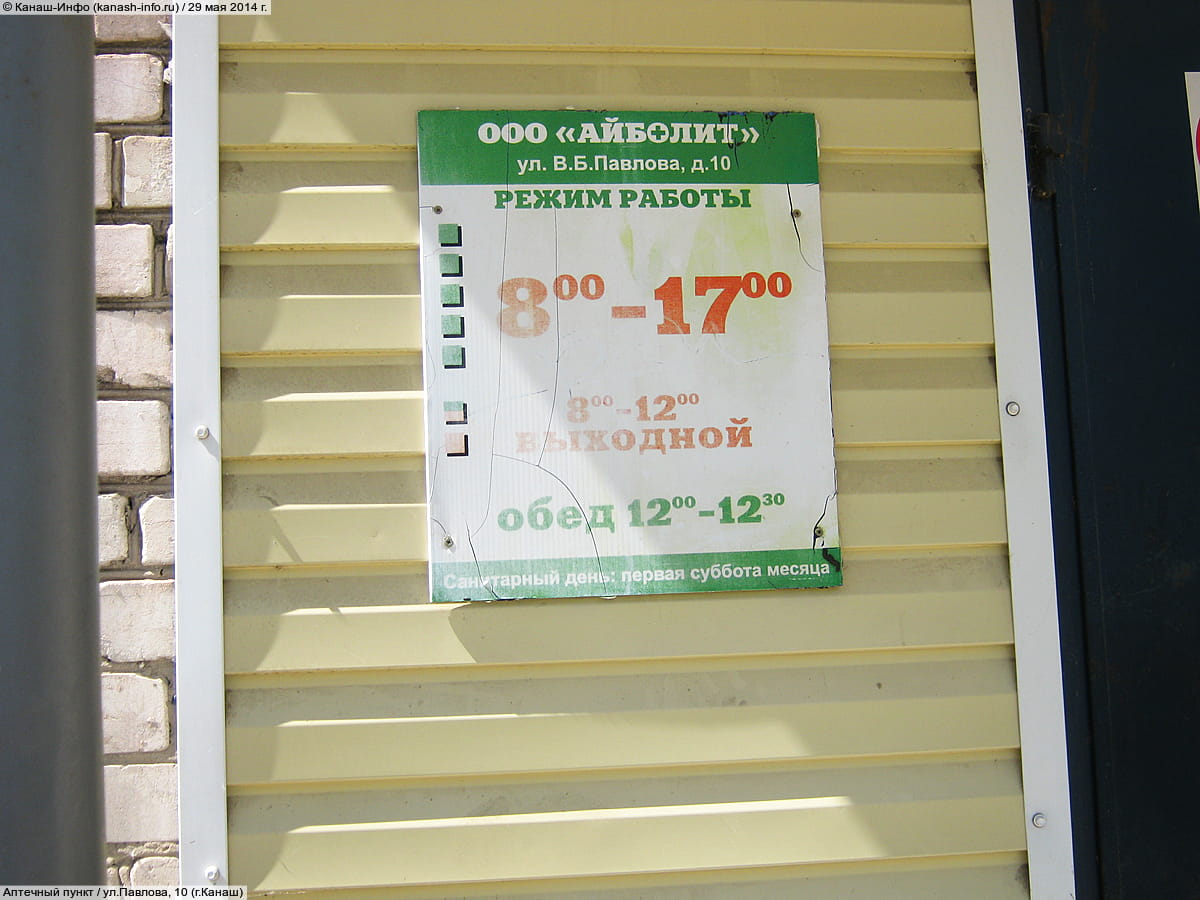 © Канаш-Инфо (kanash-info.ru) / 29 мая 2014 г.
ООО «АЙБОЛИТ»
ул. В.Б.Павлова, д.10
РЕЖИМ РАБОТЫ
8⁰⁰-17⁰⁰
8⁰⁰-12⁰⁰
ВЫХОДНОЙ
обед 12⁰⁰-12³⁰
Санитарный день: первая суббота месяца
Аптечный пункт / ул.Павлова, 10 (г.Канаш)